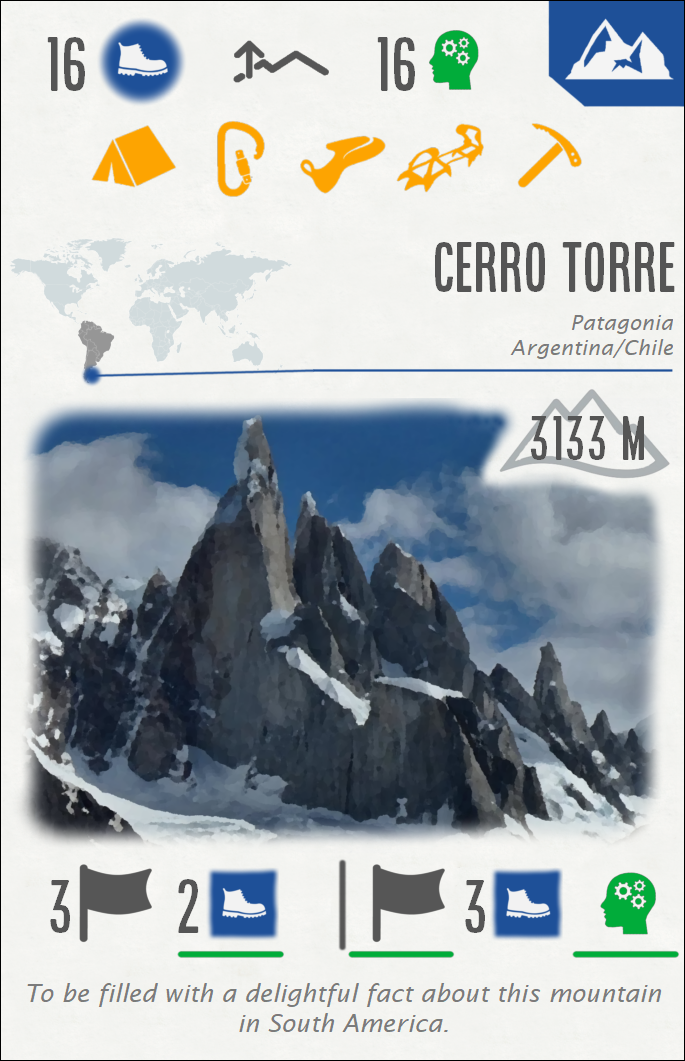 16 16
CERRO TORRE
Patagonia
Argentina/Chile
3133 M
3 2 3
To be filled with a delightful fact about this mountain
in South America.